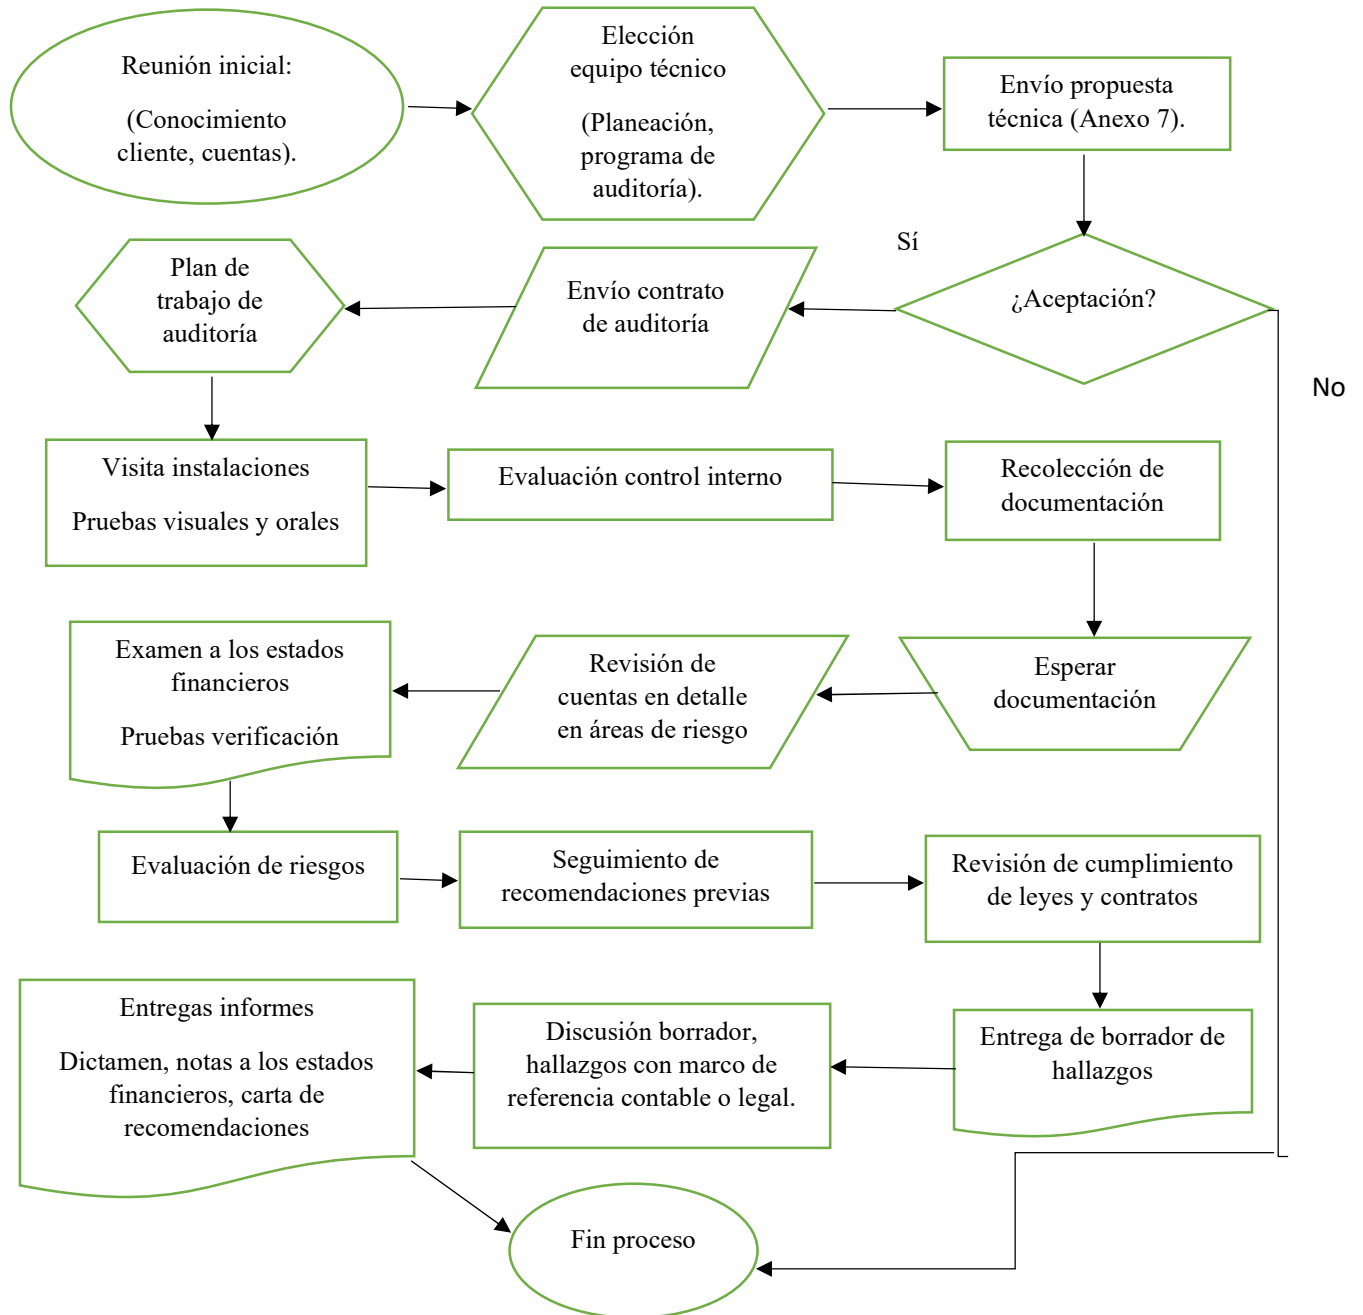 Reunión inicial:
(Conocimiento
cliente, cuentas).
Elección
equipo técnico
(Planeación,
programa de
auditoría).
Envío propuesta
técnica (Anexo 7).
¿Aceptación?
Sí
No
Envío contrato
de auditoría
Plan de
trabajo de
auditoría
Visita instalaciones
Pruebas visuales y orales
Evaluación control interno
Recolección de
documentación
Esperar
documentación
Revisión de
cuentas en detalle
en áreas de riesgo
Examen a los estados
financieros
Pruebas verificación
Evaluación de riesgos
Seguimiento de
recomendaciones previas
Revisión de cumplimiento
de leyes y contratos
Entrega de borrador de
hallazgos
Discusión borrador,
hallazgos con marco de
referencia contable o legal.
Entregas informes
Dictamen, notas a los estados
financieros, carta de
recomendaciones
Fin proceso